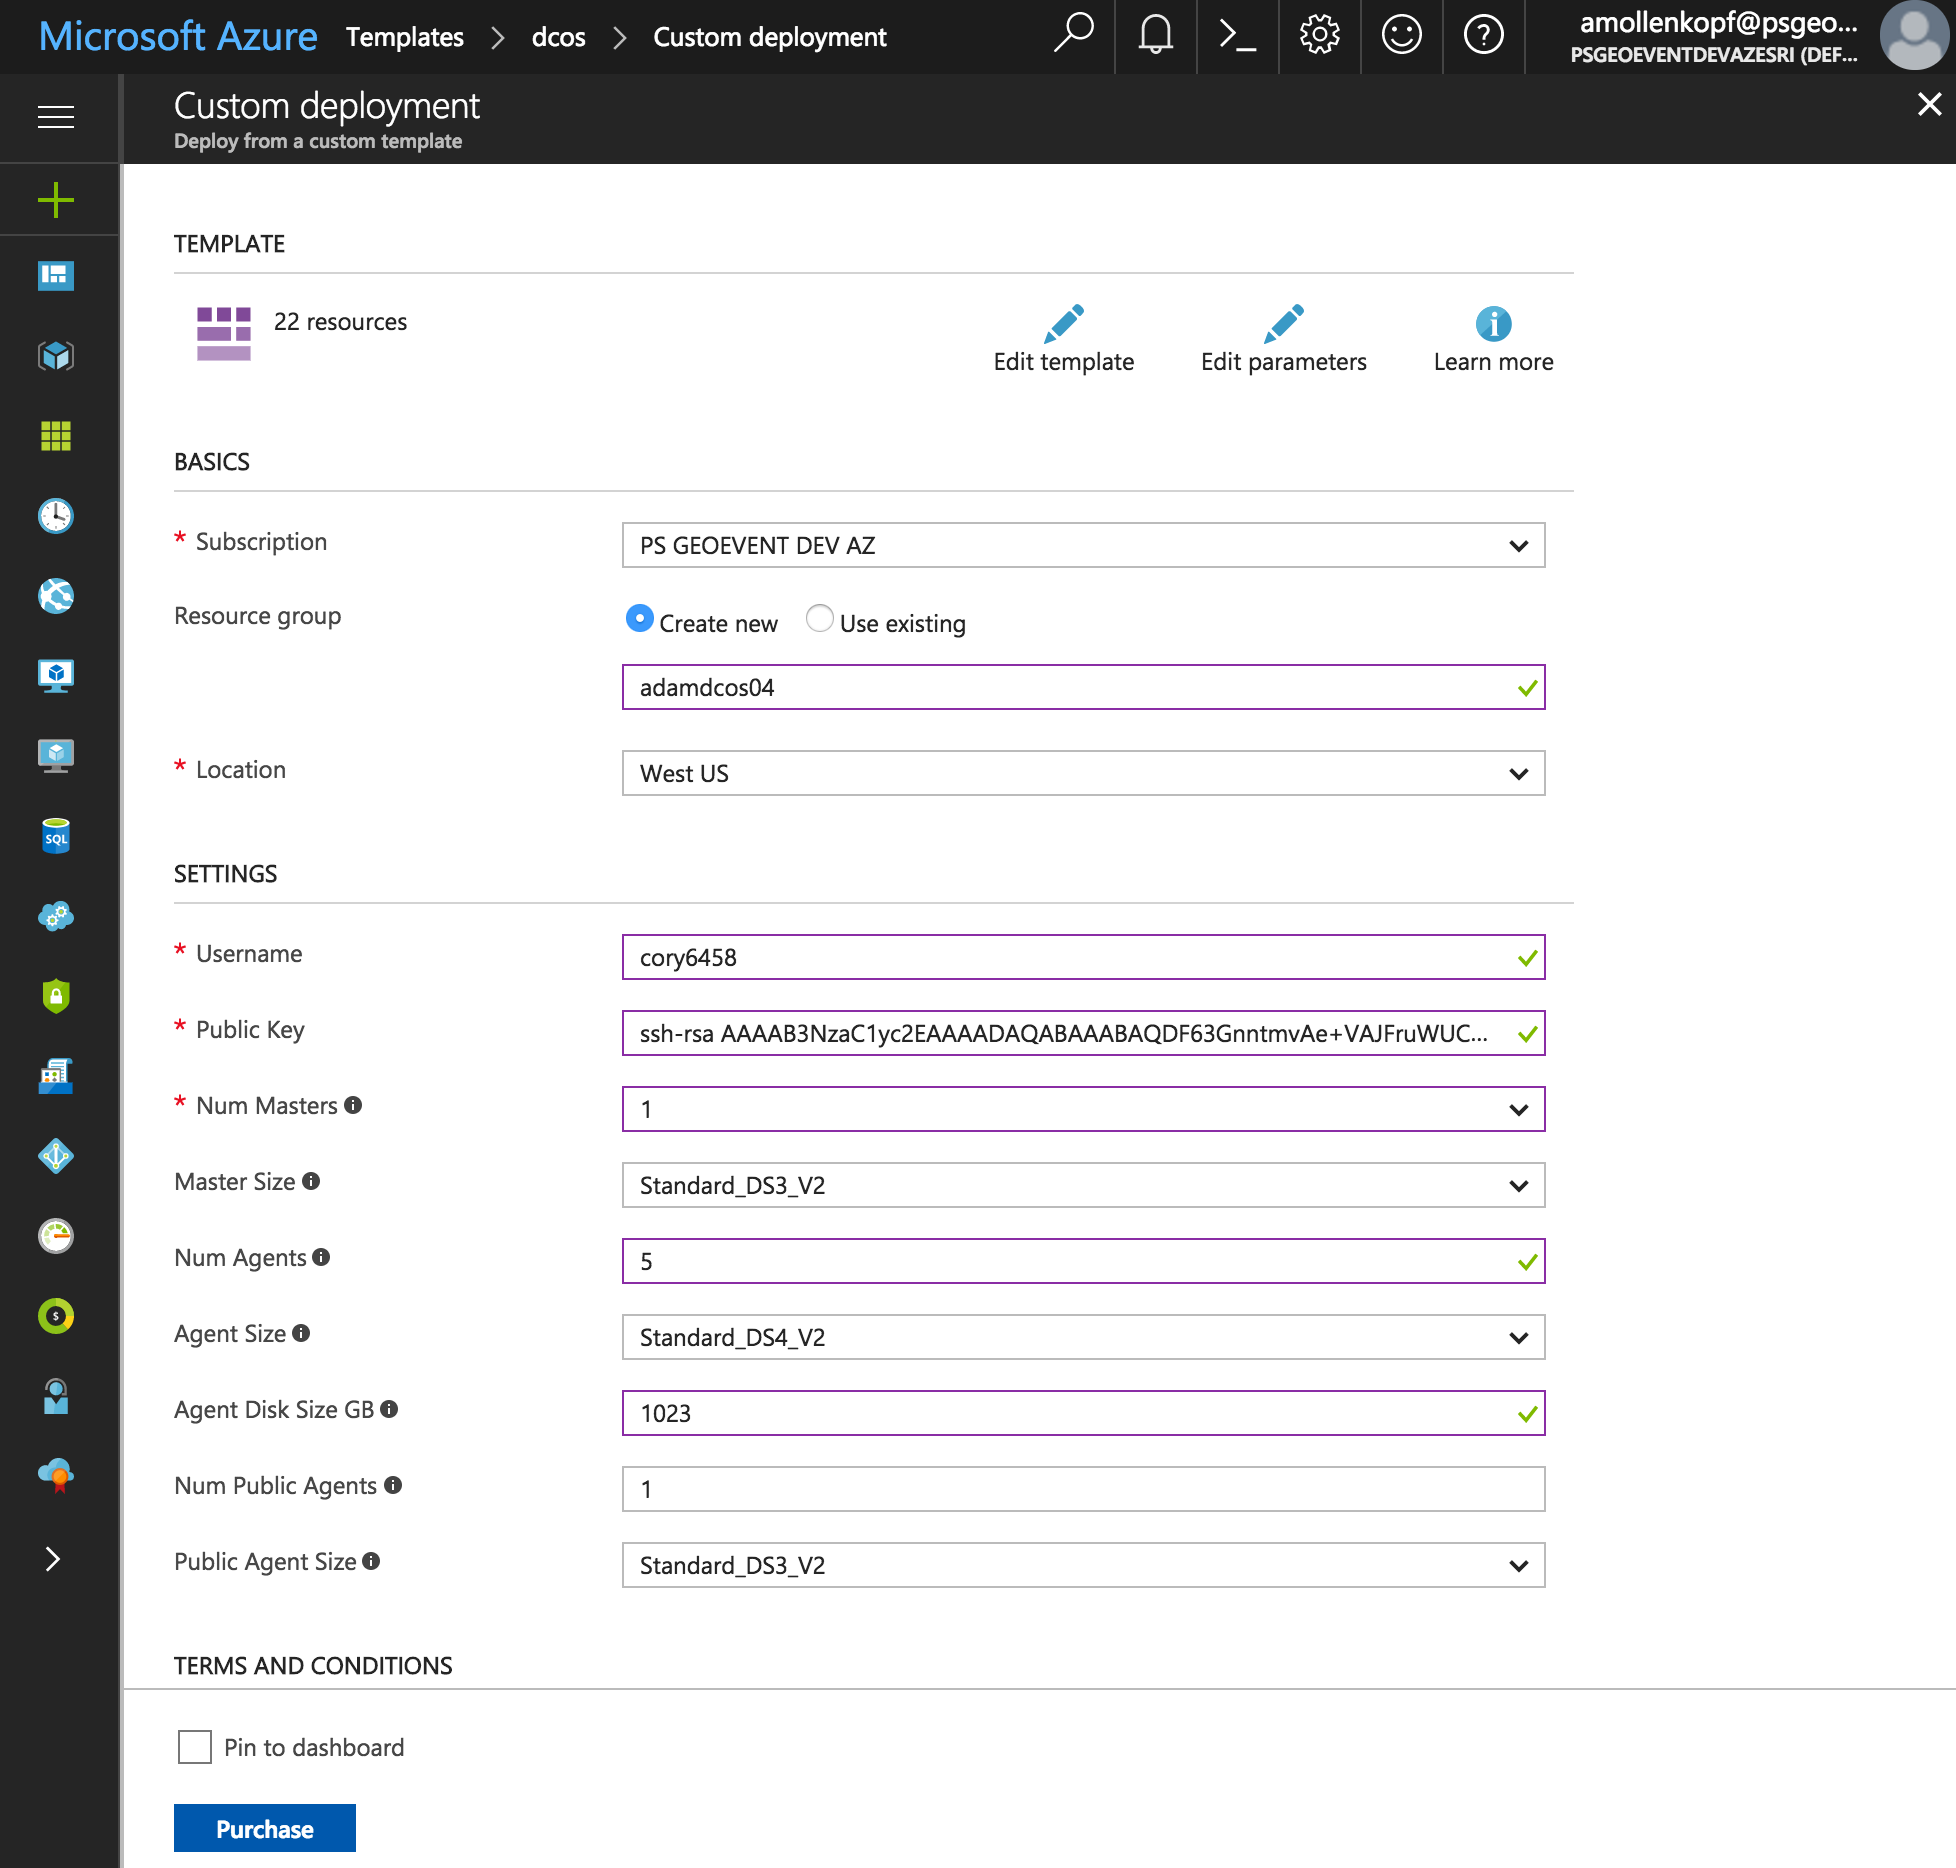 Microsoft Azure Templates > dcos > Custom deployment
amollenkopf@psgeo...
PSGEOEVENTDEVAZESRI (DEF...
Custom deployment
Deploy from a custom template
TEMPLATE
22 resources
Edit template
Edit parameters
Learn more
BASICS
* Subscription
PS GEOEVENT DEV AZ
Resource group
Create new
Use existing
adamdcos04
* Location
West US
SETTINGS
* Username
cory6458
* Public Key
ssh-rsa AAAAB3NzaC1yc2EAAAADAQABAAABAQDF63GnntmvAe+VAJFruWUC...
* Num Masters
1
Master Size
Standard_DS3_V2
Num Agents
5
Agent Size
Standard_DS4_V2
Agent Disk Size GB
1023
Num Public Agents
1
Public Agent Size
Standard_DS3_V2
SQL
TERMS AND CONDITIONS
Pin to dashboard
Purchase